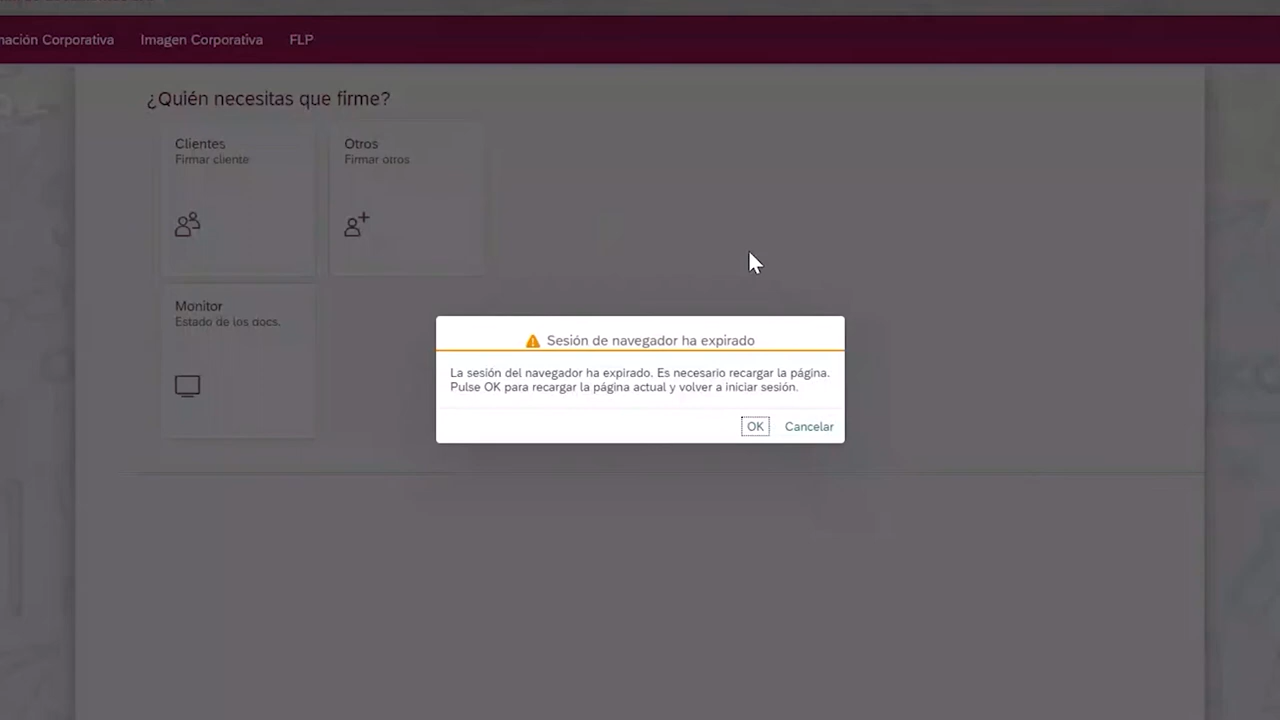 mación Corporativa Imagen Corporativa FLP
¿Quién necesitas que firme?
Clientes
Firmar cliente
Otros
Firmar otros
Monitor
Estado de los docs.
Sesión de navegador ha expirado
La sesión del navegador ha expirado. Es necesario recargar la página.
Pulse OK para recargar la página actual y volver a iniciar sesión.
OK Cancelar